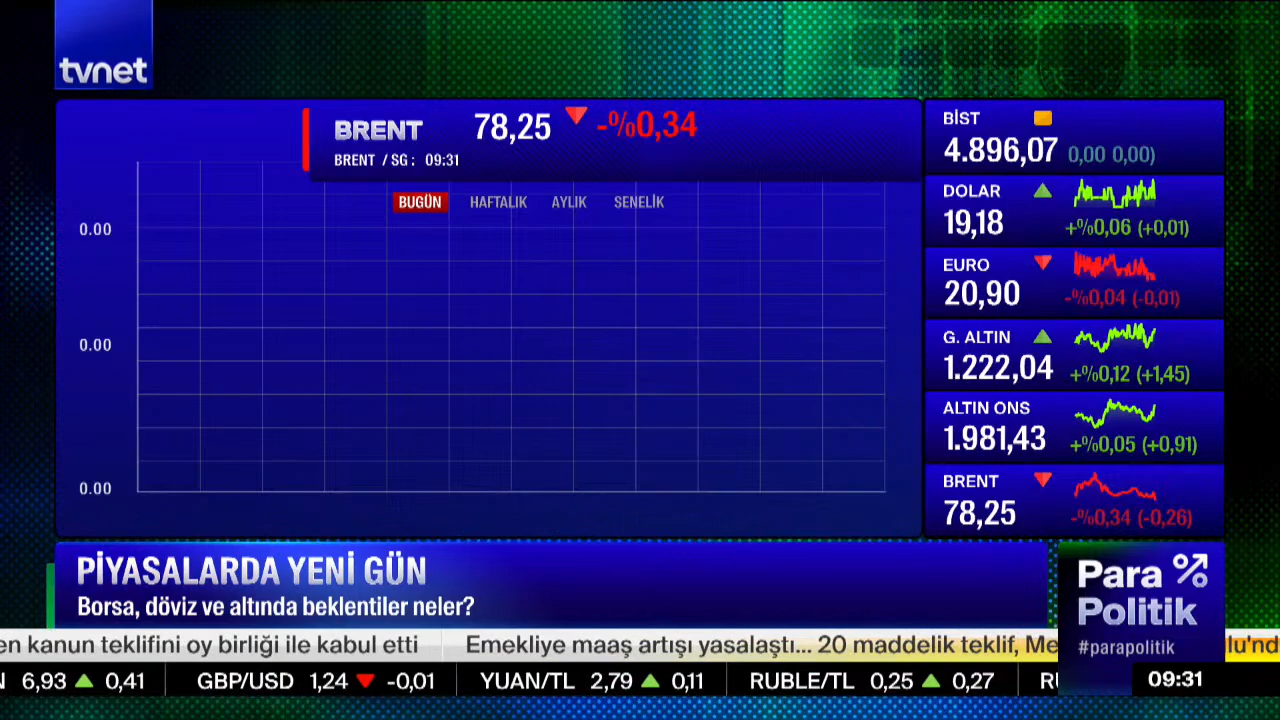 tvnet
BRENT 78,25 -%0,34
BRENT / SG : 09:31
BUGÜN HAFTALIK AYLIK SENELİK
0.00
0.00
0.00
BİST
4.896,07 0,00 0,00)
DOLAR
19,18 +%0,06 (+0,01)
EURO
20,90 -%0,04 (-0,01)
G. ALTIN
1.222,04 +%0,12 (+1,45)
ALTIN ONS
1.981,43 +%0,05 (+0,91)
BRENT
78,25 -%0,34 (-0,26)
PİYASALARDA YENİ GÜN
Borsa, döviz ve altında beklentiler neler?
Para %
Politik
#parapolitik
en kanun teklifini oy birliği ile kabul etti Emekliye maaş artışı yasalaştı... 20 maddelik teklif, Me lu'nd
6,93 0,41 GBP/USD 1,24 -0,01 YUAN/TL 2,79 0,11 RUBLE/TL 0,25 0,27
09:31